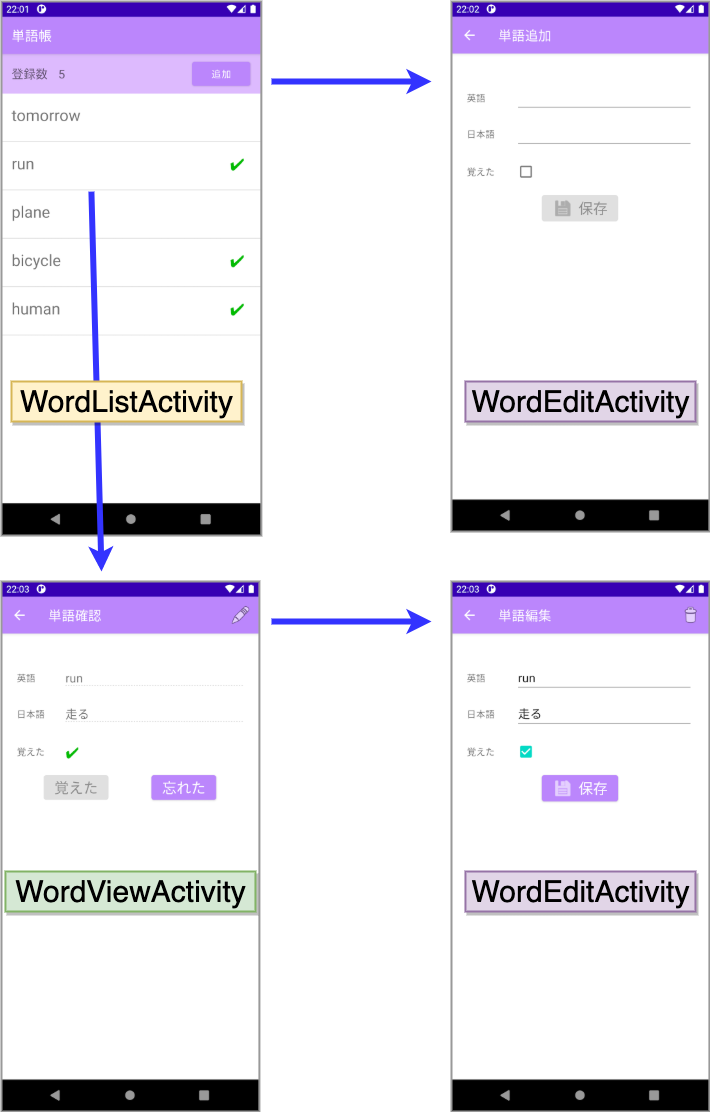 22:01
単語帳
登録数 5
追加
tomorrow
run
plane
bicycle
human
WordListActivity
22:02
単語追加
英語
日本語
覚えた
保存
WordEditActivity
22:03
単語確認
英語 run
日本語 走る
覚えた
覚えた 忘れた
WordViewActivity
22:03
単語編集
英語 run
日本語 走る
覚えた
保存
WordEditActivity